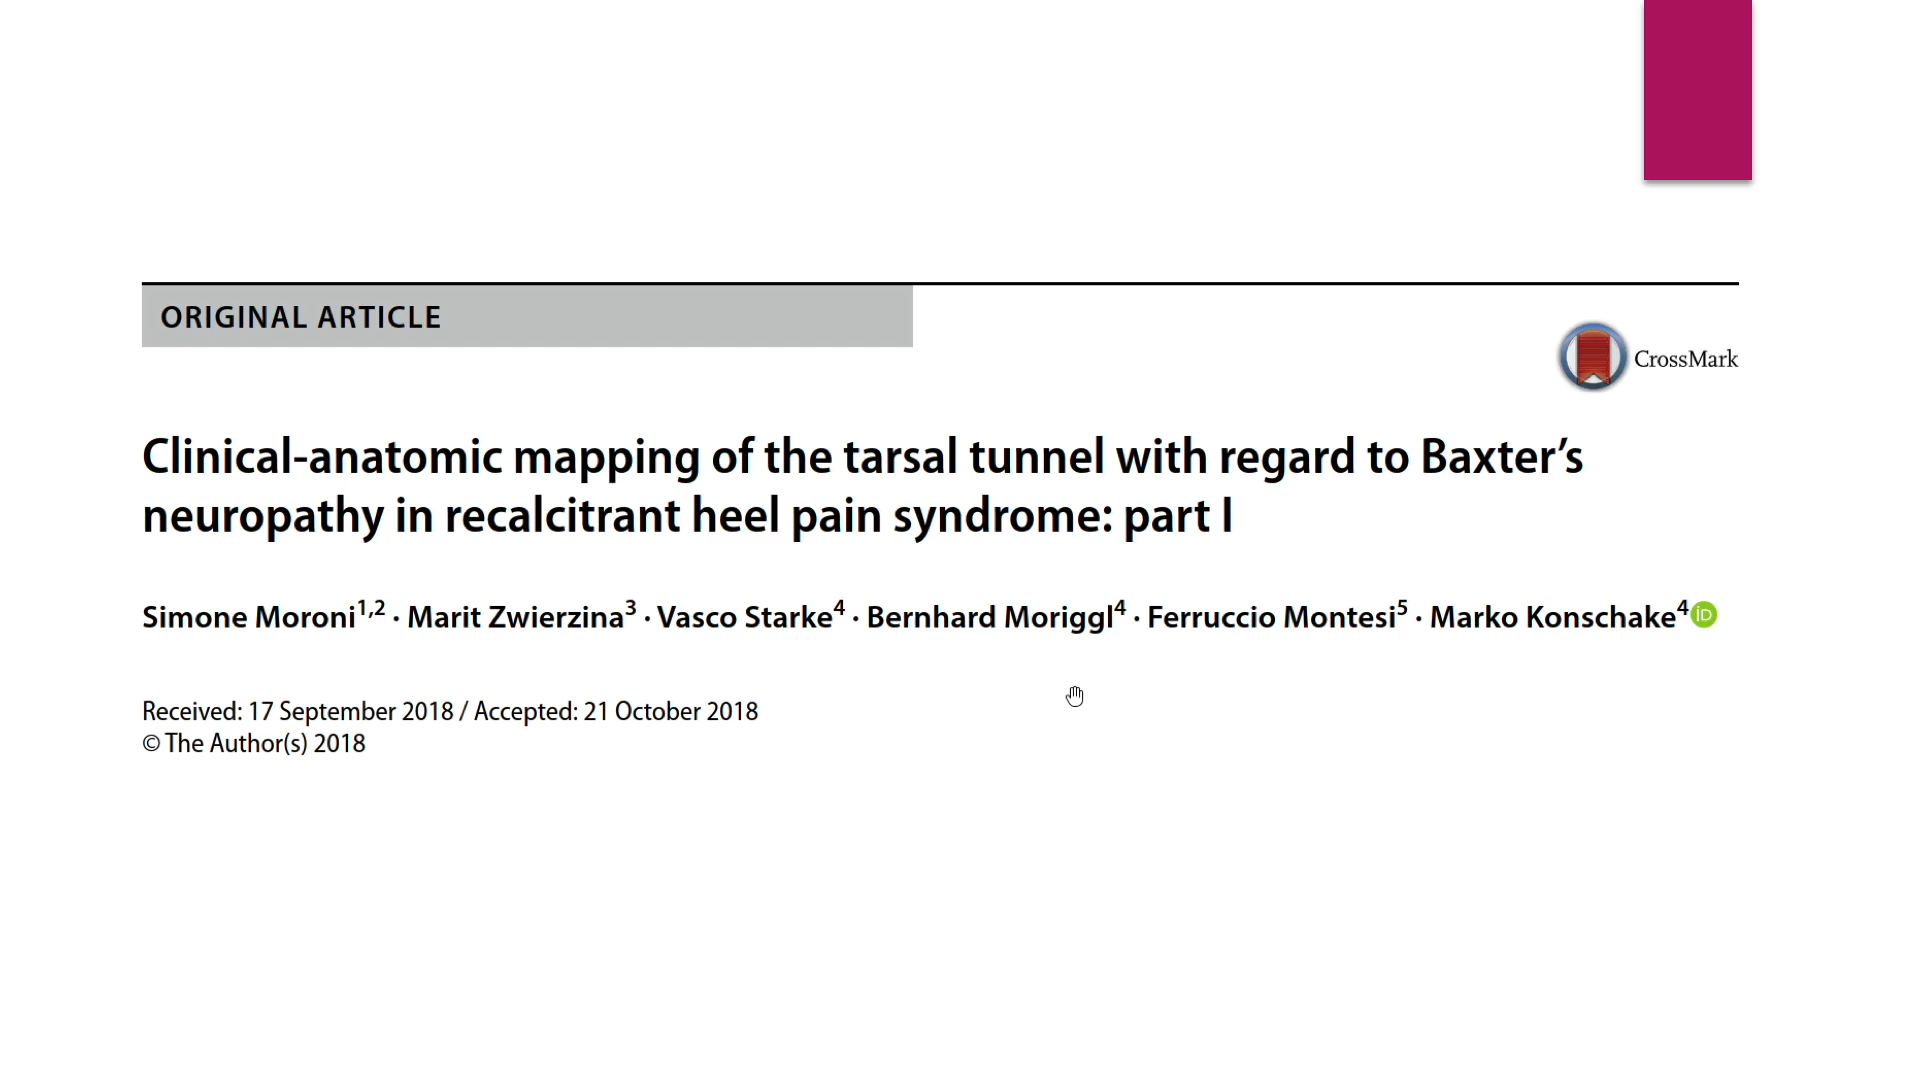 ORIGINAL ARTICLE
CrossMark
Clinical-anatomic mapping of the tarsal tunnel with regard to Baxter’s
neuropathy in recalcitrant heel pain syndrome: part I
Simone Moroni1,2 · Marit Zwierzina3 · Vasco Starke4 · Bernhard Moriggl4 · Ferruccio Montesi5 · Marko Konschake4 iD
Received: 17 September 2018 / Accepted: 21 October 2018
© The Author(s) 2018